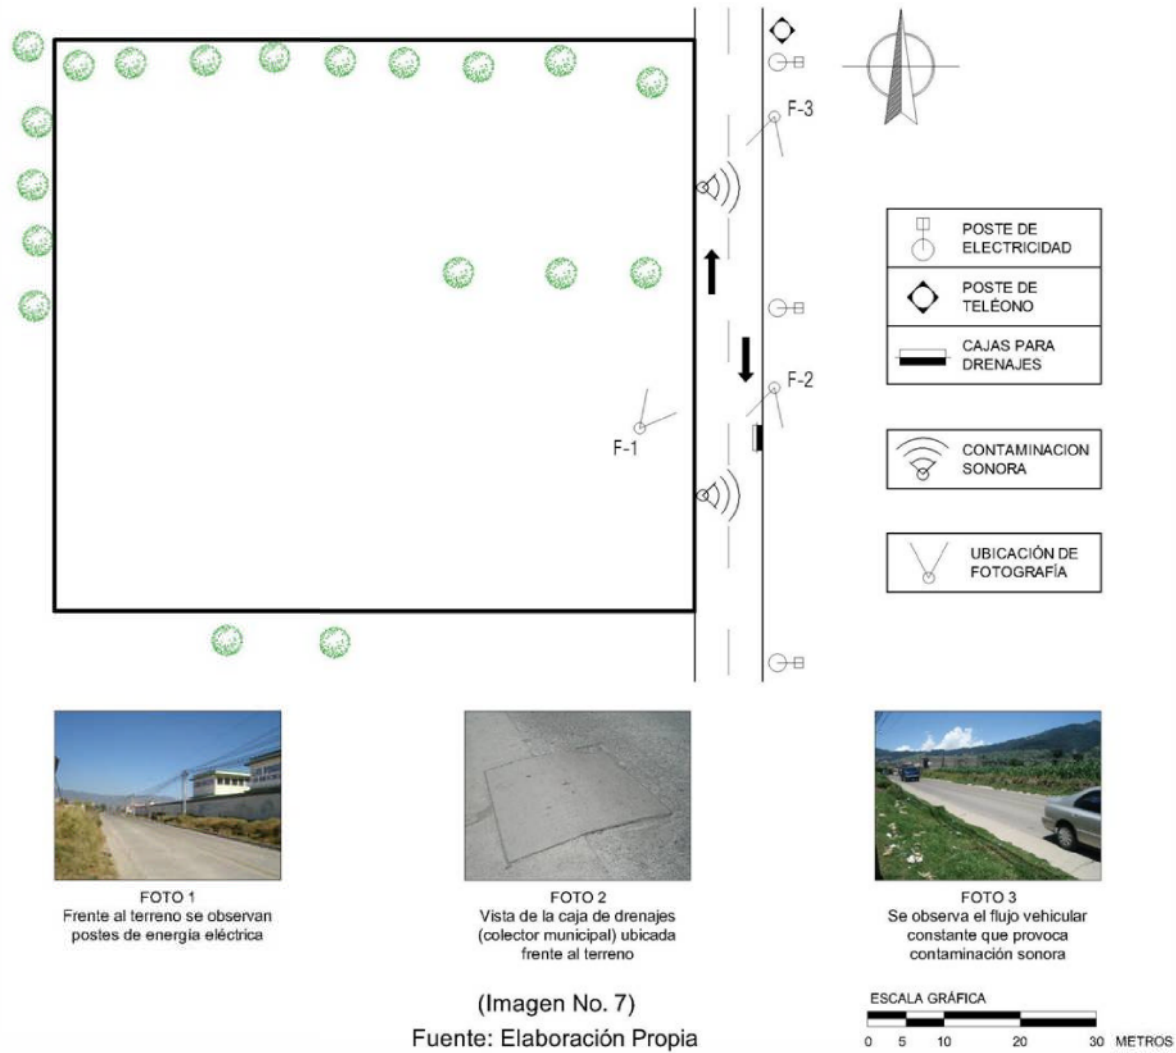 F-3
POSTE DE
ELECTRICIDAD
POSTE DE
TELÉONO
CAJAS PARA
DRENAJES
F-2
F-1
CONTAMINACION
SONORA
UBICACIÓN DE
FOTOGRAFÍA
FOTO 1
Frente al terreno se observan
postes de energía eléctrica
FOTO 2
Vista de la caja de drenajes
(colector municipal) ubicada
frente al terreno
FOTO 3
Se observa el flujo vehicular
constante que provoca
contaminación sonora
(Imagen No. 7)
Fuente: Elaboración Propia
ESCALA GRÁFICA
0 5 10 20 30 METROS